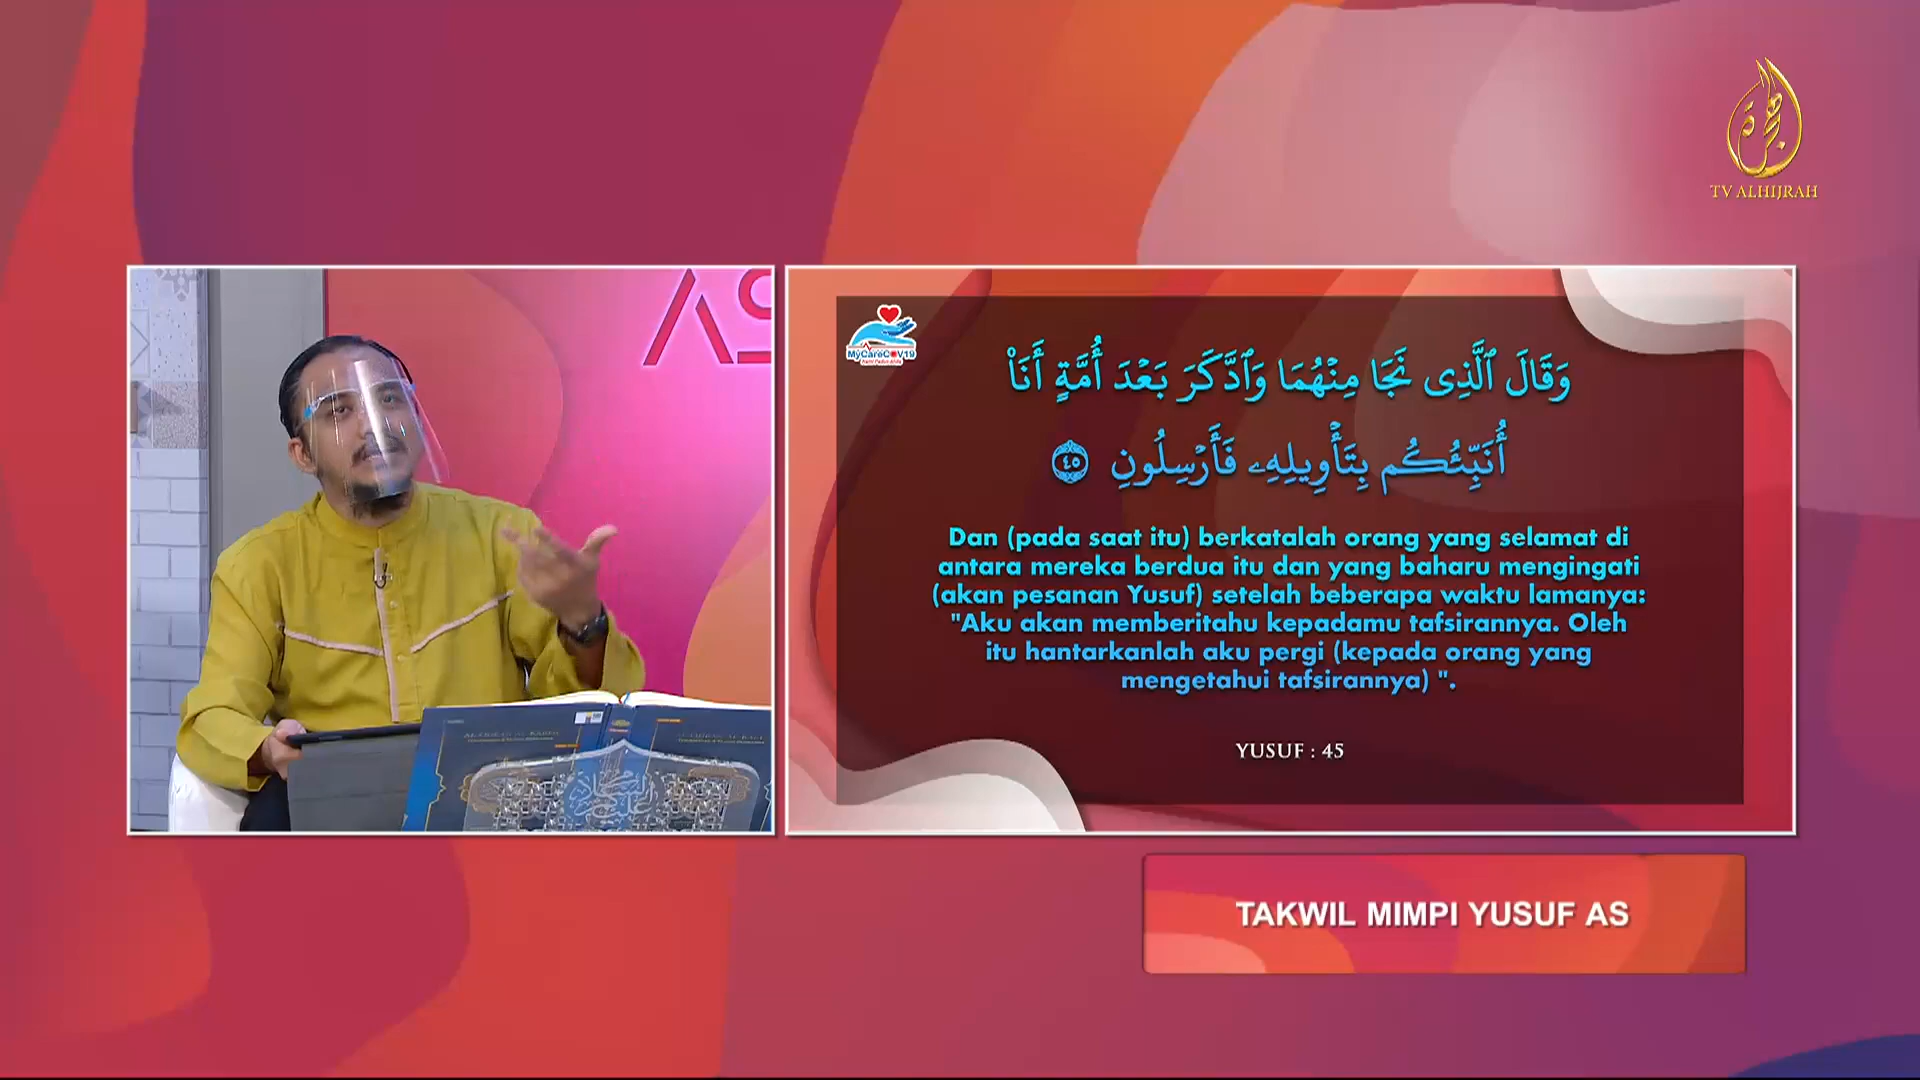 TV ALHIJRAH
AS
MyCareCOV19
وَقَالَ ٱلَّذِى نَجَا مِنْهُمَا وَٱدَّكَرَ بَعْدَ أُمَّةٍ أَنَا۠
أُنَبِّئُكُم بِتَأْوِيلِهِۦ فَأَرْسِلُونِ ٤٥
Dan (pada saat itu) berkatalah orang yang selamat di
antara mereka berdua itu dan yang baharu mengingati
(akan pesanan Yusuf) setelah beberapa waktu lamanya:
"Aku akan memberitahu kepadamu tafsirannya. Oleh
itu hantarkanlah aku pergi (kepada orang yang
mengetahui tafsirannya) ".
YUSUF : 45
TAKWIL MIMPI YUSUF AS